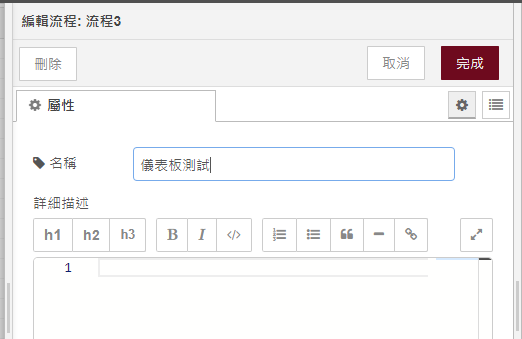 編輯流程: 流程3
刪除 取消 完成
屬性
名稱 儀表板測試
詳細描述
h1 h2 h3 B I </>
1